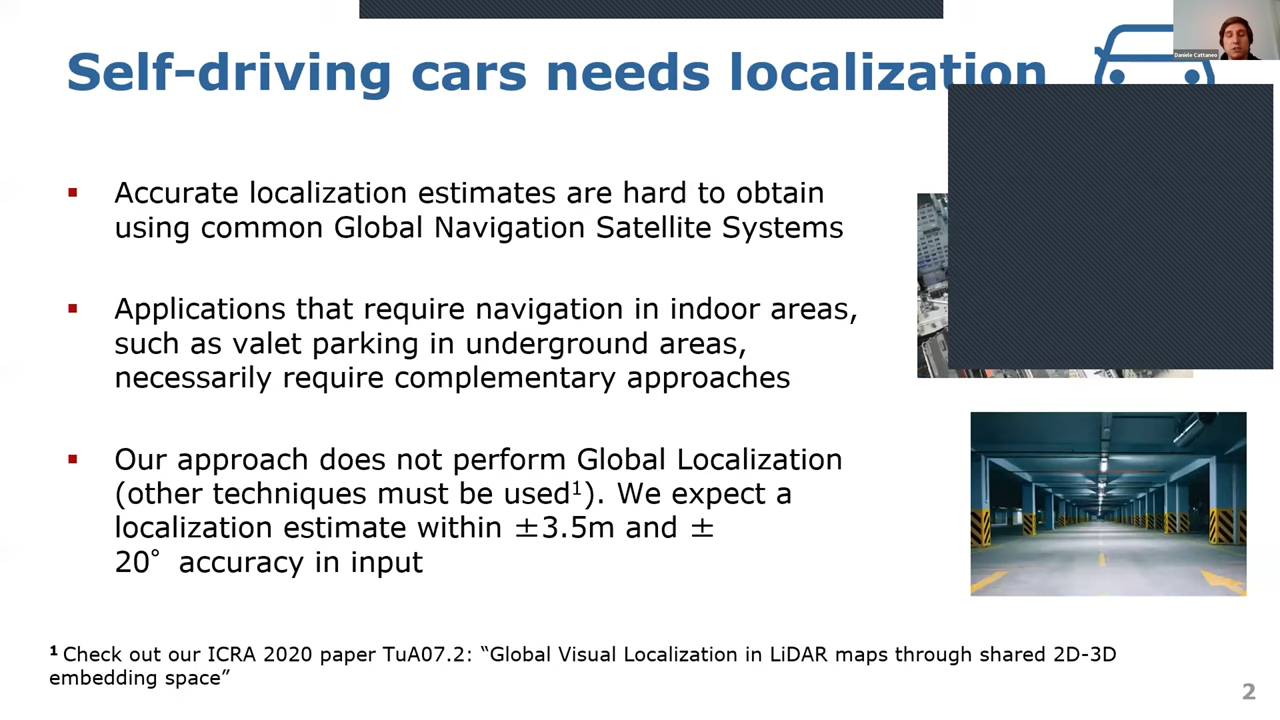 Self-driving cars needs localization
Daniele Cattaneo
Accurate localization estimates are hard to obtain
using common Global Navigation Satellite Systems
Applications that require navigation in indoor areas,
such as valet parking in underground areas,
necessarily require complementary approaches
Our approach does not perform Global Localization
(other techniques must be used¹). We expect a
localization estimate within ±3.5m and ±
20° accuracy in input
¹ Check out our ICRA 2020 paper TuA07.2: “Global Visual Localization in LiDAR maps through shared 2D-3D
embedding space”
2